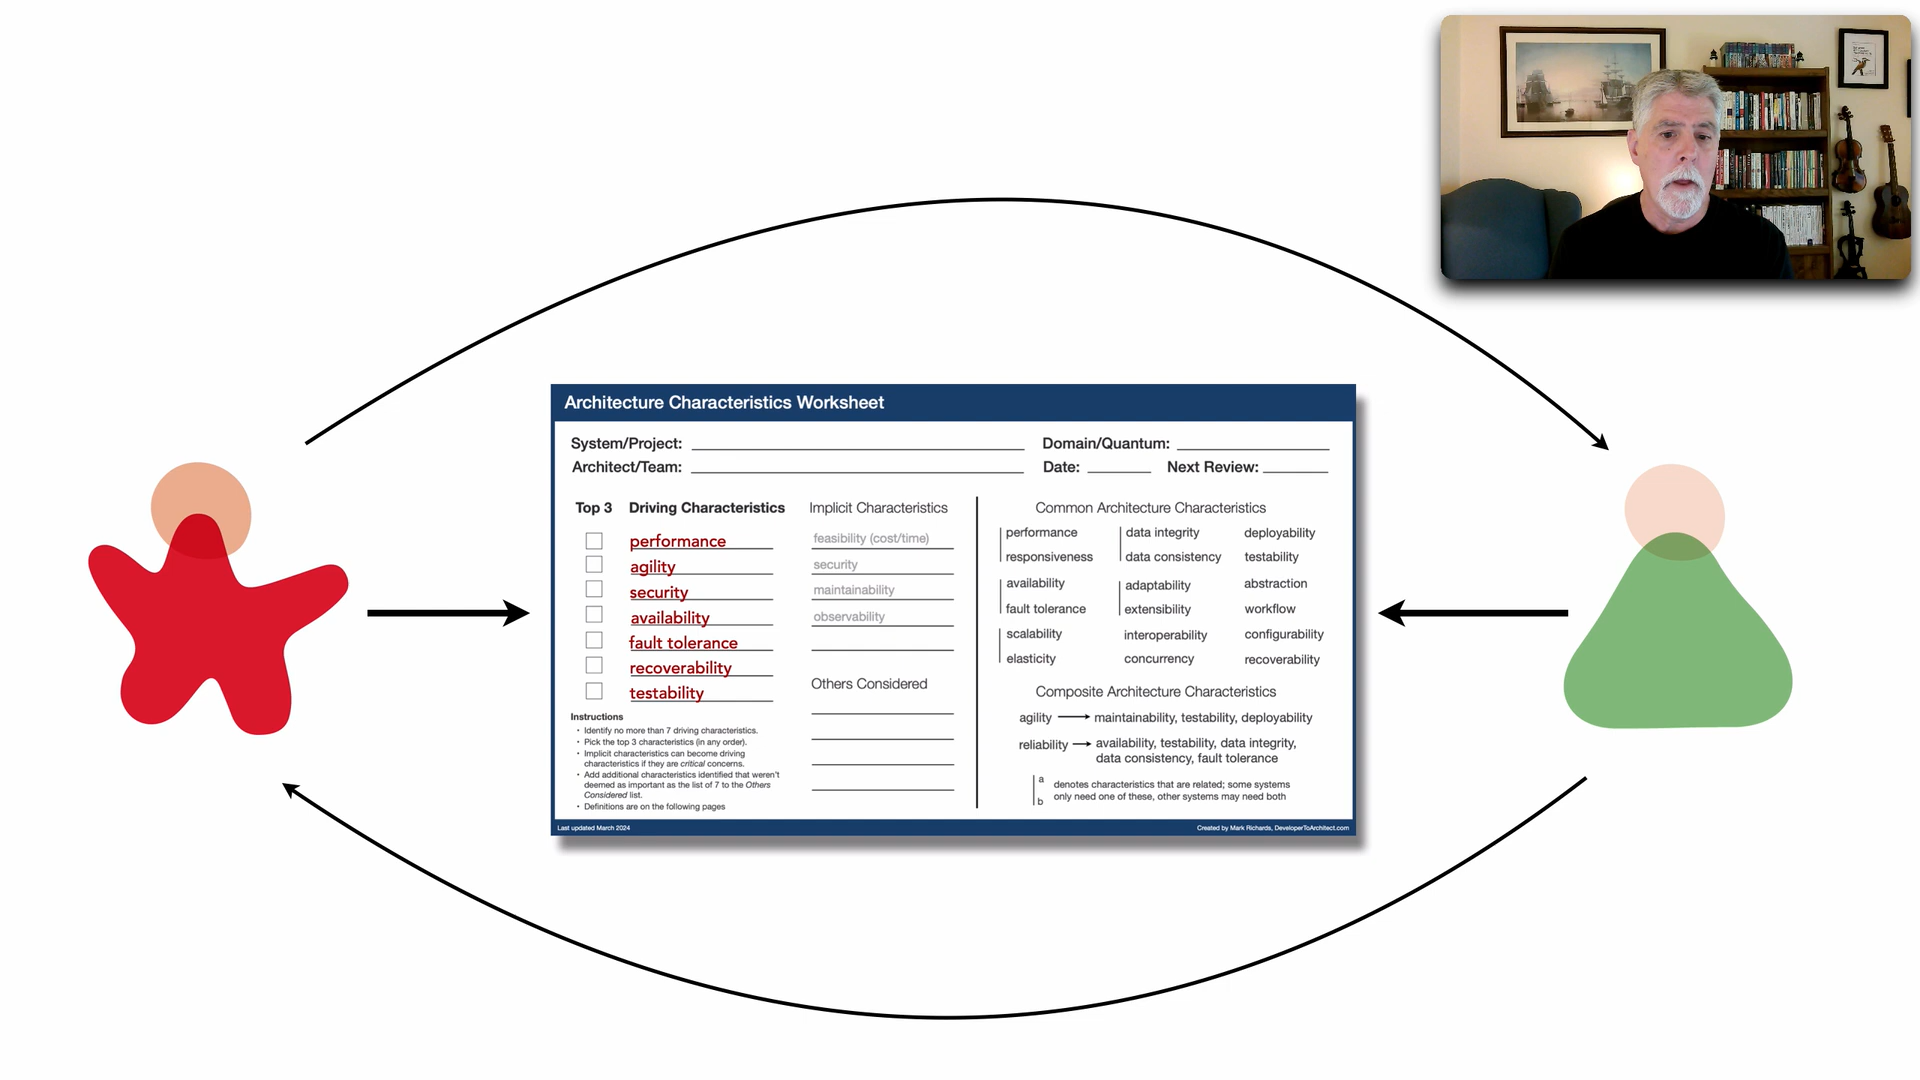 Architecture Characteristics Worksheet
System/Project:
Domain/Quantum:
Architect/Team:
Date:
Next Review:
Top 3
Driving Characteristics
performance
agility
security
availability
fault tolerance
recoverability
testability
Implicit Characteristics
feasibility (cost/time)
security
maintainability
observability
Others Considered
Instructions
• Identify no more than 7 driving characteristics.
• Pick the top 3 characteristics (in any order).
• Implicit characteristics can become driving
characteristics if they are critical concerns.
• Add additional characteristics identified that weren't
deemed as important as the list of 7 to the Others
Considered list.
• Definitions are on the following pages
Common Architecture Characteristics
performance
responsiveness
availability
fault tolerance
scalability
elasticity
data integrity
data consistency
adaptability
extensibility
interoperability
concurrency
deployability
testability
abstraction
workflow
configurability
recoverability
Composite Architecture Characteristics
agility → maintainability, testability, deployability
reliability → availability, testability, data integrity,
data consistency, fault tolerance
a
b
denotes characteristics that are related; some systems
only need one of these, other systems may need both
Last updated March 2024
Created by Mark Richards, DeveloperToArchitect.com